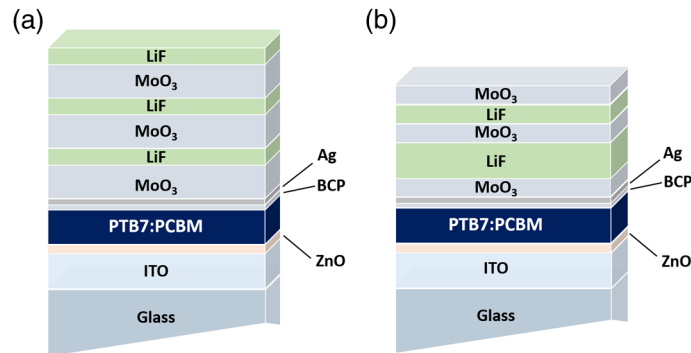 (a)
LiF
MoO₃
LiF
MoO₃
LiF
MoO₃
Ag
BCP
PTB7:PCBM
ZnO
ITO
Glass
(b)
MoO₃
LiF
MoO₃
LiF
MoO₃
Ag
BCP
PTB7:PCBM
ZnO
ITO
Glass